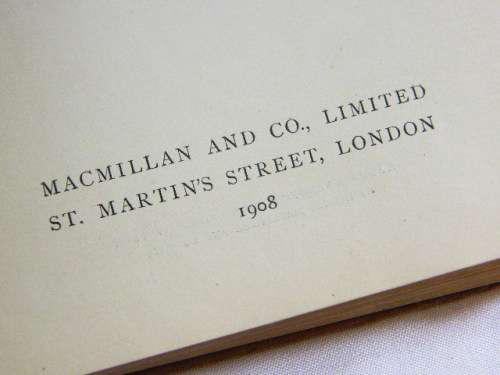 MACMILLAN AND CO., LIMITED
ST. MARTIN'S STREET, LONDON
1908